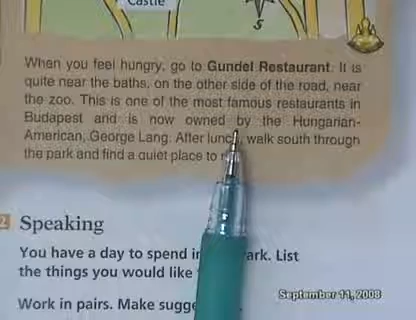 Castle
S
When you feel hungry, go to Gundel Restaurant. It is
quite near the baths, on the other side of the road, near
the zoo. This is one of the most famous restaurants in
Budapest and is now owned by the Hungarian-
American, George Lang. After lunch, walk south through
the park and find a quiet place to
2 Speaking
You have a day to spend in ark. List
the things you would like
Work in pairs. Make sugge
September 11, 2008